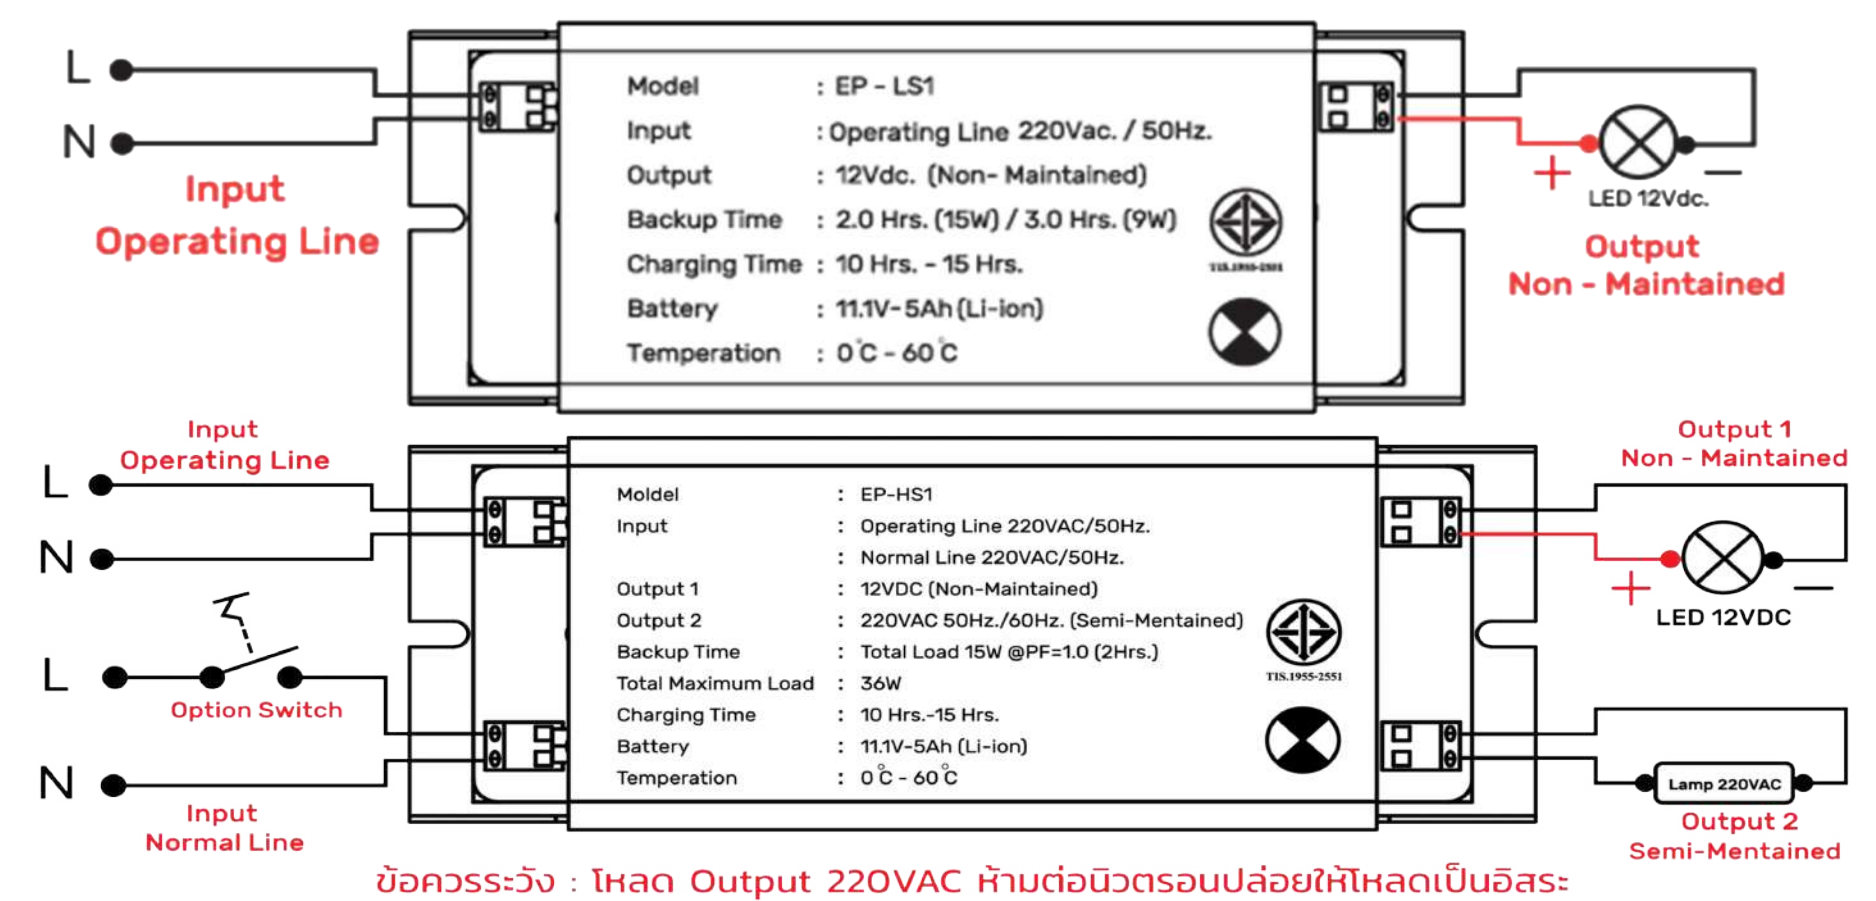 L
N
Input
Operating Line
Model : EP - LS1
Input : Operating Line 220Vac. / 50Hz.
Output : 12Vdc. (Non- Maintained)
Backup Time : 2.0 Hrs. (15W) / 3.0 Hrs. (9W)
Charging Time : 10 Hrs. - 15 Hrs.
Battery : 11.1V-5Ah (Li-ion)
Temperation : 0°C - 60°C
+
−
LED 12Vdc.
Output
Non - Maintained
Input
Operating Line
L
N
L
Option Switch
N
Input
Normal Line
Moldel : EP-HS1
Input : Operating Line 220VAC/50Hz.
: Normal Line 220VAC/50Hz.
Output 1 : 12VDC (Non-Maintained)
Output 2 : 220VAC 50Hz./60Hz. (Semi-Mentained)
Backup Time : Total Load 15W @PF=1.0 (2Hrs.)
Total Maximum Load : 36W
Charging Time : 10 Hrs.-15 Hrs.
Battery : 11.1V-5Ah (Li-ion)
Temperation : 0°C - 60°C
TIS.1955-2551
Output 1
Non - Maintained
+
−
LED 12VDC
Lamp 220VAC
Output 2
Semi-Mentained
ข้อควรระวัง : โหลด Output 220VAC ห้ามต่อนิวตรอนปล่อยให้โหลดเป็นอิสระ